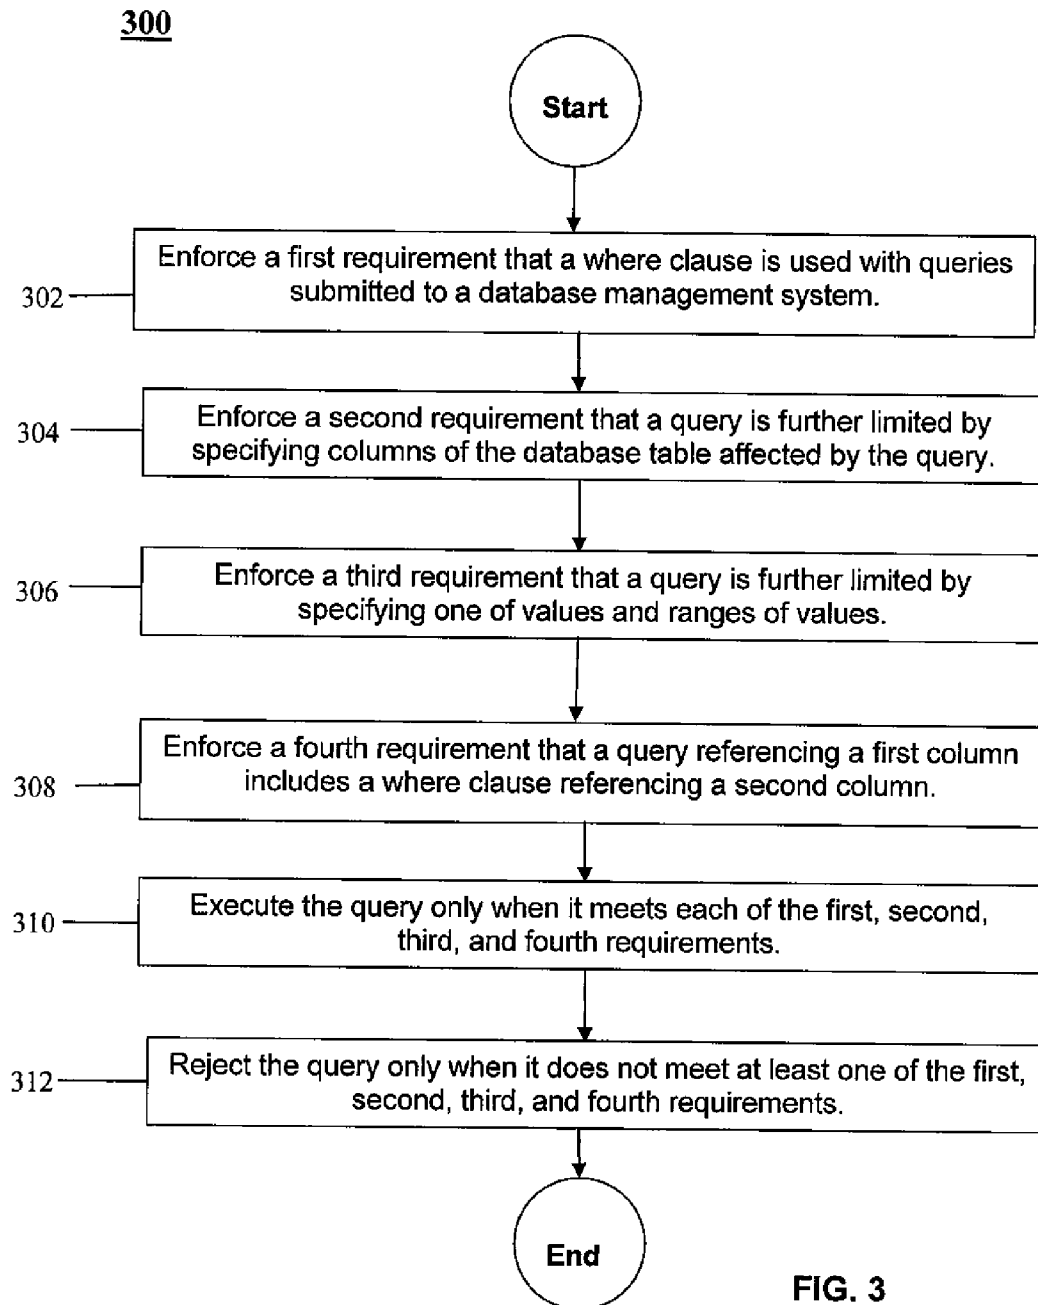 300
Start
Enforce a first requirement that a where clause is used with queries
submitted to a database management system.
302
Enforce a second requirement that a query is further limited by
specifying columns of the database table affected by the query.
304
Enforce a third requirement that a query is further limited by
specifying one of values and ranges of values.
306
Enforce a fourth requirement that a query referencing a first column
includes a where clause referencing a second column.
308
Execute the query only when it meets each of the first, second,
third, and fourth requirements.
310
Reject the query only when it does not meet at least one of the first,
second, third, and fourth requirements.
312
End
FIG. 3